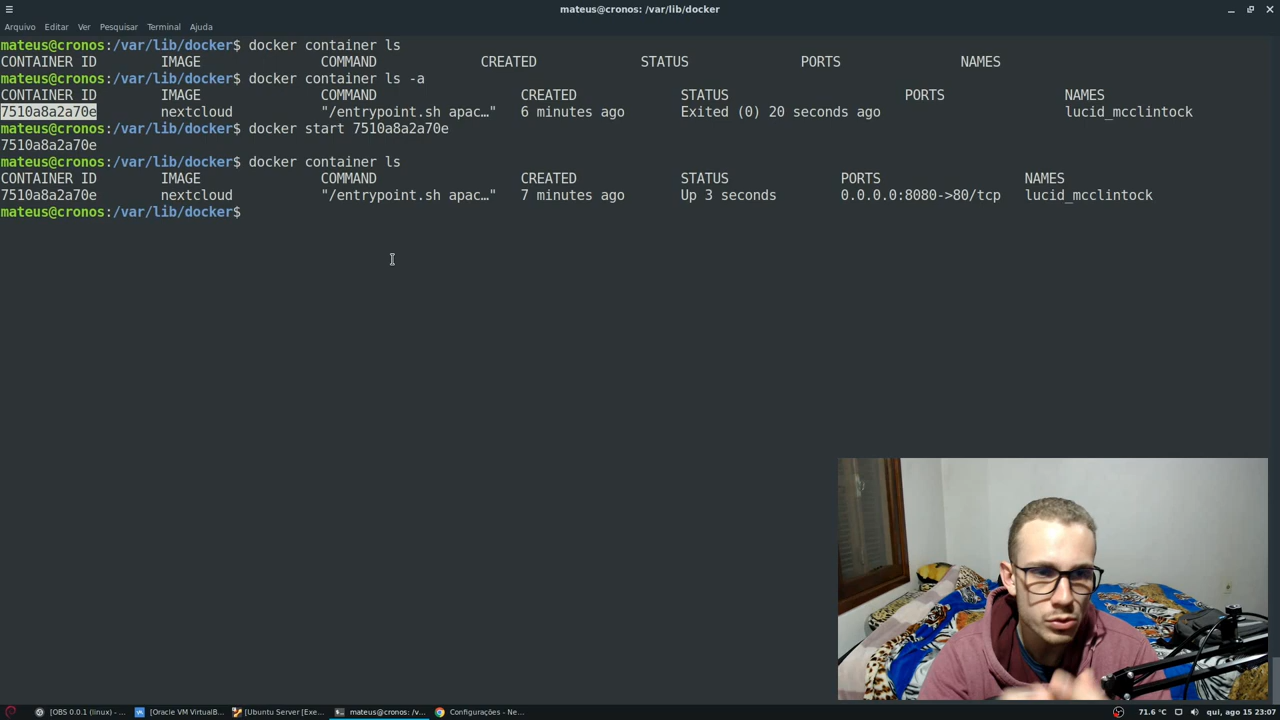 mateus@cronos: /var/lib/docker
Arquivo Editar Ver Pesquisar Terminal Ajuda
mateus@cronos:/var/lib/docker$ docker container ls
CONTAINER ID IMAGE COMMAND CREATED STATUS PORTS NAMES
mateus@cronos:/var/lib/docker$ docker container ls -a
CONTAINER ID IMAGE COMMAND CREATED STATUS PORTS NAMES
7510a8a2a70e nextcloud "/entrypoint.sh apac…" 6 minutes ago Exited (0) 20 seconds ago lucid_mcclintock
mateus@cronos:/var/lib/docker$ docker start 7510a8a2a70e
7510a8a2a70e
mateus@cronos:/var/lib/docker$ docker container ls
CONTAINER ID IMAGE COMMAND CREATED STATUS PORTS NAMES
7510a8a2a70e nextcloud "/entrypoint.sh apac…" 7 minutes ago Up 3 seconds 0.0.0.0:8080->80/tcp lucid_mcclintock
mateus@cronos:/var/lib/docker$
[OBS 0.0.1 (linux) - ... [Oracle VM VirtualB... [Ubuntu Server [Exe... mateus@cronos: /v... Configurações - Ne... 71.6 °C qui, ago 15 23:07